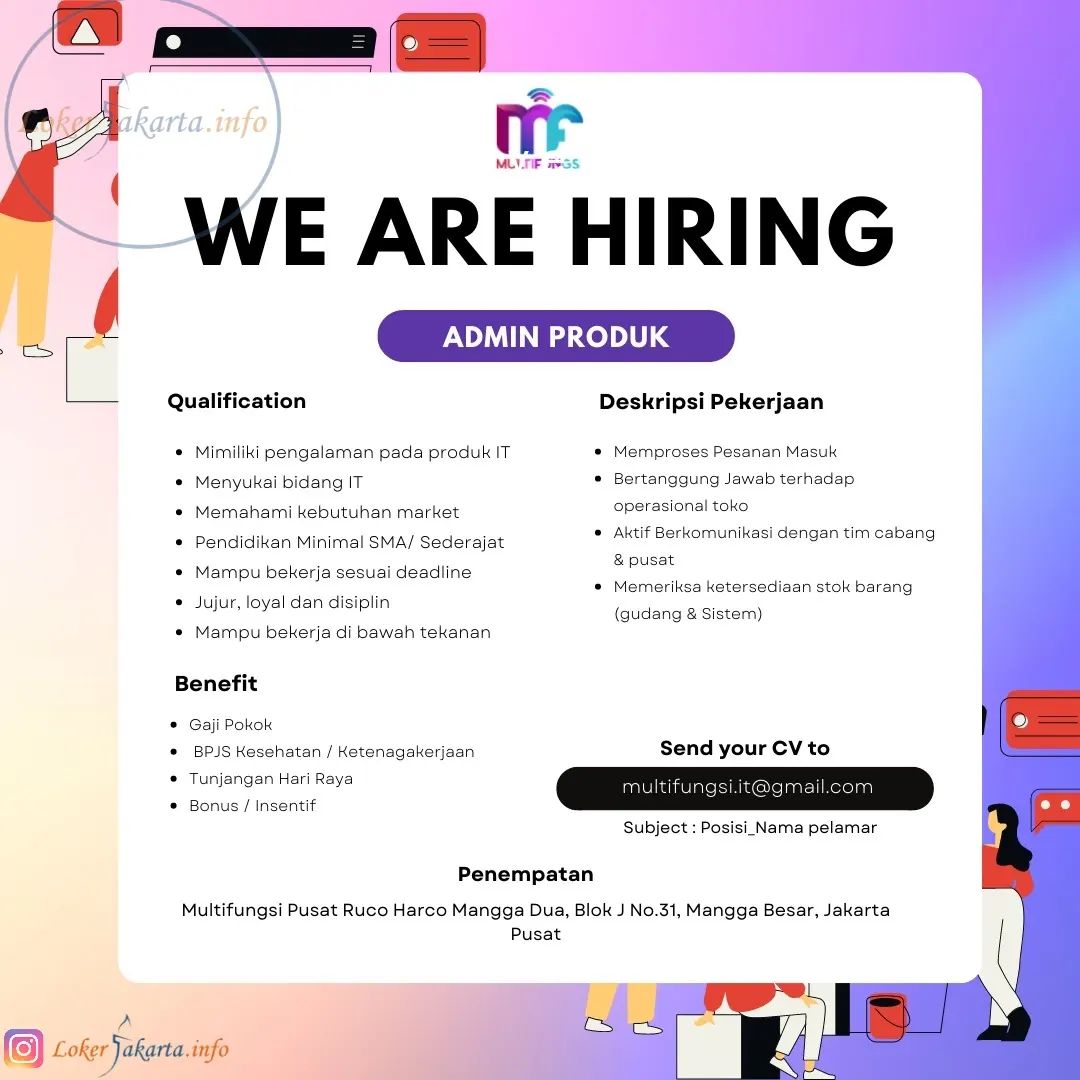 LokerJakarta.info
MULTIFUNGS
WE ARE HIRING
ADMIN PRODUK
Qualification
Mimiliki pengalaman pada produk IT
Menyukai bidang IT
Memahami kebutuhan market
Pendidikan Minimal SMA/ Sederajat
Mampu bekerja sesuai deadline
Jujur, loyal dan disiplin
Mampu bekerja di bawah tekanan
Deskripsi Pekerjaan
Memproses Pesanan Masuk
Bertanggung Jawab terhadap
operasional toko
Aktif Berkomunikasi dengan tim cabang
& pusat
Memeriksa ketersediaan stok barang
(gudang & Sistem)
Benefit
Gaji Pokok
BPJS Kesehatan / Ketenagakerjaan
Tunjangan Hari Raya
Bonus / Insentif
Send your CV to
multifungsi.it@gmail.com
Subject : Posisi_Nama pelamar
Penempatan
Multifungsi Pusat Ruco Harco Mangga Dua, Blok J No.31, Mangga Besar, Jakarta
Pusat
LokerJakarta.info